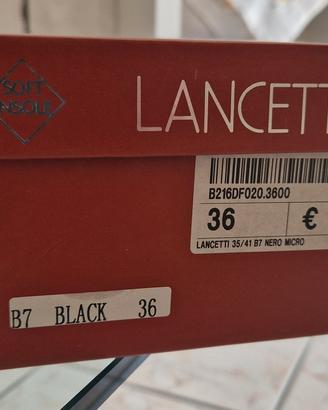 SOFT
INSOLE
LANCETT
B216DF020.3600
36 €
LANCETTI 35/41 B7 NERO MICRO
B7 BLACK 36